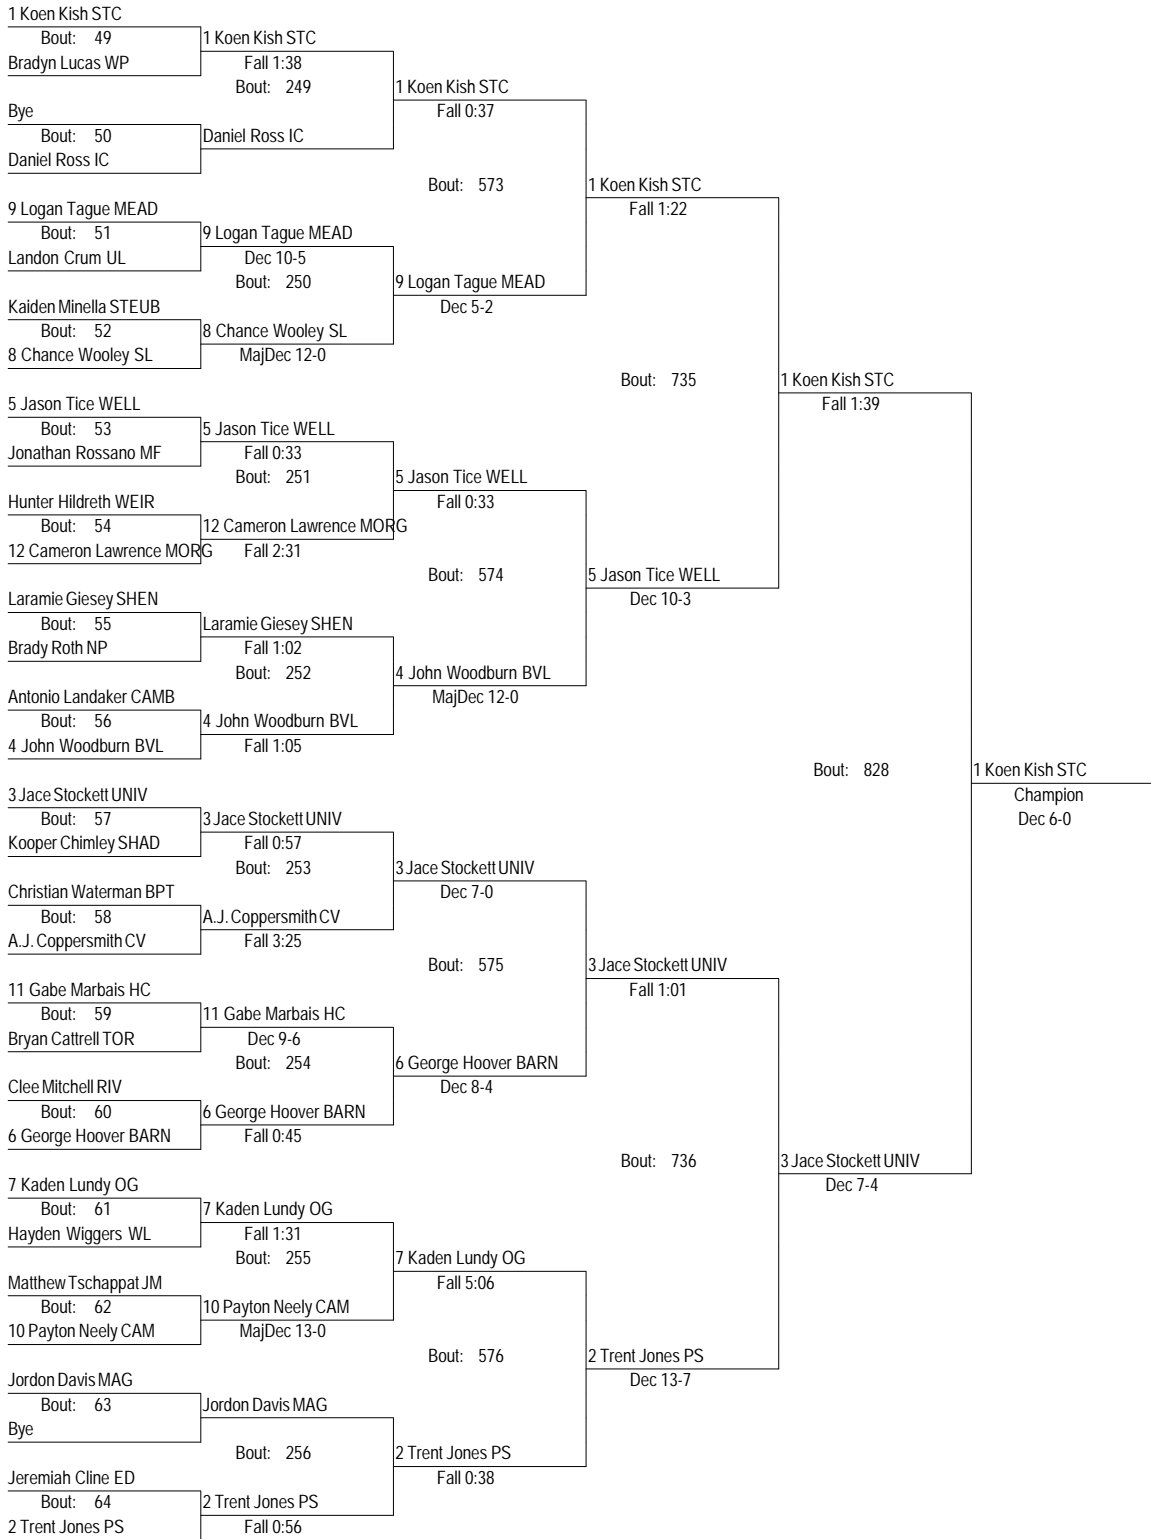 1 Koen Kish STC
Bout: 49
Bradyn Lucas WP
Bye
Bout: 50
Daniel Ross IC
9 Logan Tague MEAD
Bout: 51
Landon Crum UL
Kaiden Minella STEUB
Bout: 52
8 Chance Wooley SL
5 Jason Tice WELL
Bout: 53
Jonathan Rossano MF
Hunter Hildreth WEIR
Bout: 54
12 Cameron Lawrence MORG
Laramie Giesey SHEN
Bout: 55
Brady Roth NP
Antonio Landaker CAMB
Bout: 56
4 John Woodburn BVL
3 Jace Stockett UNIV
Bout: 57
Kooper Chimley SHAD
Christian Waterman BPT
Bout: 58
A.J. Coppersmith CV
11 Gabe Marbais HC
Bout: 59
Bryan Cattrell TOR
Clee Mitchell RIV
Bout: 60
6 George Hoover BARN
7 Kaden Lundy OG
Bout: 61
Hayden Wiggers WL
Matthew Tschappat JM
Bout: 62
10 Payton Neely CAM
Jordon Davis MAG
Bout: 63
Bye
Jeremiah Cline ED
Bout: 64
2 Trent Jones PS
1 Koen Kish STC
Fall 1:38
Bout: 249
Daniel Ross IC
9 Logan Tague MEAD
Dec 10-5
Bout: 250
8 Chance Wooley SL
MajDec 12-0
5 Jason Tice WELL
Fall 0:33
Bout: 251
12 Cameron Lawrence MORG
Fall 2:31
Laramie Giesey SHEN
Fall 1:02
Bout: 252
4 John Woodburn BVL
Fall 1:05
3 Jace Stockett UNIV
Fall 0:57
Bout: 253
A.J. Coppersmith CV
Fall 3:25
11 Gabe Marbais HC
Dec 9-6
Bout: 254
6 George Hoover BARN
Fall 0:45
7 Kaden Lundy OG
Fall 1:31
Bout: 255
10 Payton Neely CAM
MajDec 13-0
Jordon Davis MAG
Bout: 256
2 Trent Jones PS
Fall 0:56
1 Koen Kish STC
Fall 0:37
Bout: 573
9 Logan Tague MEAD
Dec 5-2
5 Jason Tice WELL
Fall 0:33
Bout: 574
4 John Woodburn BVL
MajDec 12-0
3 Jace Stockett UNIV
Dec 7-0
Bout: 575
6 George Hoover BARN
Dec 8-4
7 Kaden Lundy OG
Fall 5:06
Bout: 576
2 Trent Jones PS
Fall 0:38
1 Koen Kish STC
Fall 1:22
Bout: 735
5 Jason Tice WELL
Dec 10-3
3 Jace Stockett UNIV
Fall 1:01
Bout: 736
2 Trent Jones PS
Dec 13-7
1 Koen Kish STC
Fall 1:39
Bout: 828
3 Jace Stockett UNIV
Dec 7-4
1 Koen Kish STC
Champion
Dec 6-0